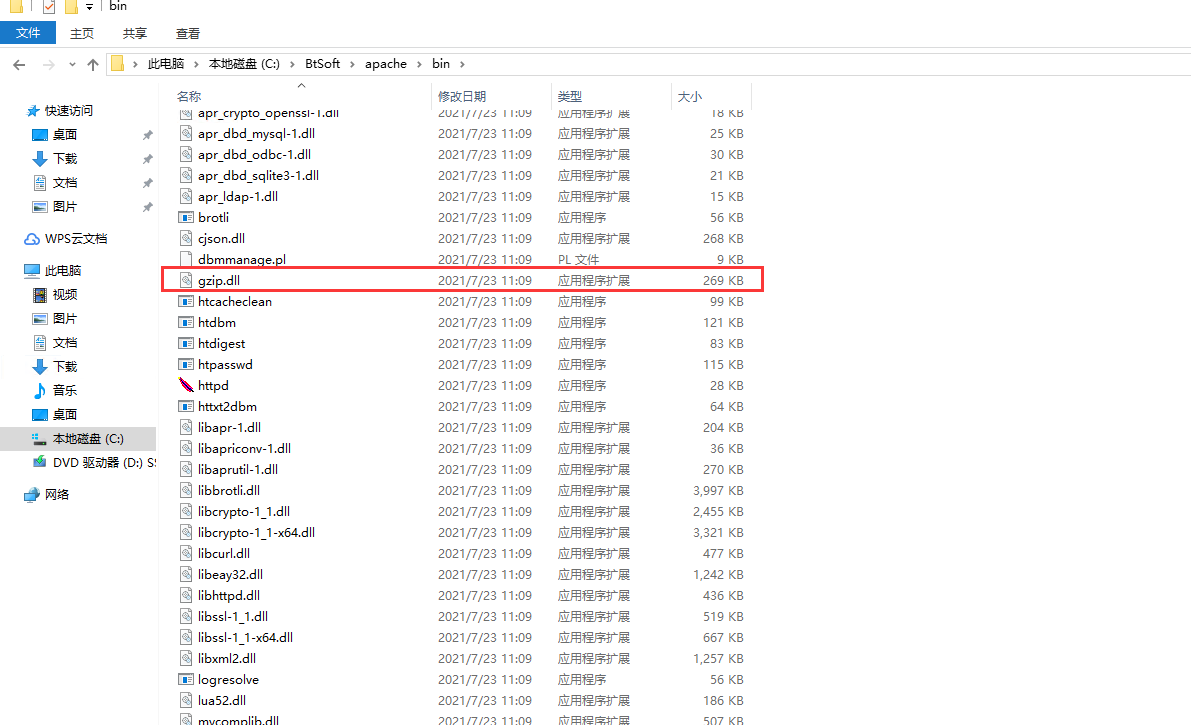 bin
文件 主页 共享 查看
此电脑 本地磁盘 (C:) BtSoft apache bin
名称 修改日期 类型 大小
快速访问
桌面
下载
文档
图片
WPS云文档
此电脑
视频
图片
文档
下载
音乐
桌面
本地磁盘 (C:)
DVD 驱动器 (D:) SS
网络
apr_crypto_openssl-1.dll 2021/7/23 11:09 应用程序扩展 18 KB
apr_dbd_mysql-1.dll 2021/7/23 11:09 应用程序扩展 25 KB
apr_dbd_odbc-1.dll 2021/7/23 11:09 应用程序扩展 30 KB
apr_dbd_sqlite3-1.dll 2021/7/23 11:09 应用程序扩展 21 KB
apr_ldap-1.dll 2021/7/23 11:09 应用程序扩展 15 KB
brotli 2021/7/23 11:09 应用程序 56 KB
cjson.dll 2021/7/23 11:09 应用程序扩展 268 KB
dbmmanage.pl 2021/7/23 11:09 PL 文件 9 KB
gzip.dll 2021/7/23 11:09 应用程序扩展 269 KB
htcacheclean 2021/7/23 11:09 应用程序 99 KB
htdbm 2021/7/23 11:09 应用程序 121 KB
htdigest 2021/7/23 11:09 应用程序 83 KB
htpasswd 2021/7/23 11:09 应用程序 115 KB
httpd 2021/7/23 11:09 应用程序 28 KB
httxt2dbm 2021/7/23 11:09 应用程序 64 KB
libapr-1.dll 2021/7/23 11:09 应用程序扩展 204 KB
libapriconv-1.dll 2021/7/23 11:09 应用程序扩展 36 KB
libaprutil-1.dll 2021/7/23 11:09 应用程序扩展 270 KB
libbrotli.dll 2021/7/23 11:09 应用程序扩展 3,997 KB
libcrypto-1_1.dll 2021/7/23 11:09 应用程序扩展 2,455 KB
libcrypto-1_1-x64.dll 2021/7/23 11:09 应用程序扩展 3,321 KB
libcurl.dll 2021/7/23 11:09 应用程序扩展 477 KB
libeay32.dll 2021/7/23 11:09 应用程序扩展 1,242 KB
libhttpd.dll 2021/7/23 11:09 应用程序扩展 436 KB
libssl-1_1.dll 2021/7/23 11:09 应用程序扩展 519 KB
libssl-1_1-x64.dll 2021/7/23 11:09 应用程序扩展 667 KB
libxml2.dll 2021/7/23 11:09 应用程序扩展 1,257 KB
logresolve 2021/7/23 11:09 应用程序 56 KB
lua52.dll 2021/7/23 11:09 应用程序扩展 186 KB
mycomplib.dll 2021/7/23 11:09 应用程序扩展 507 KB